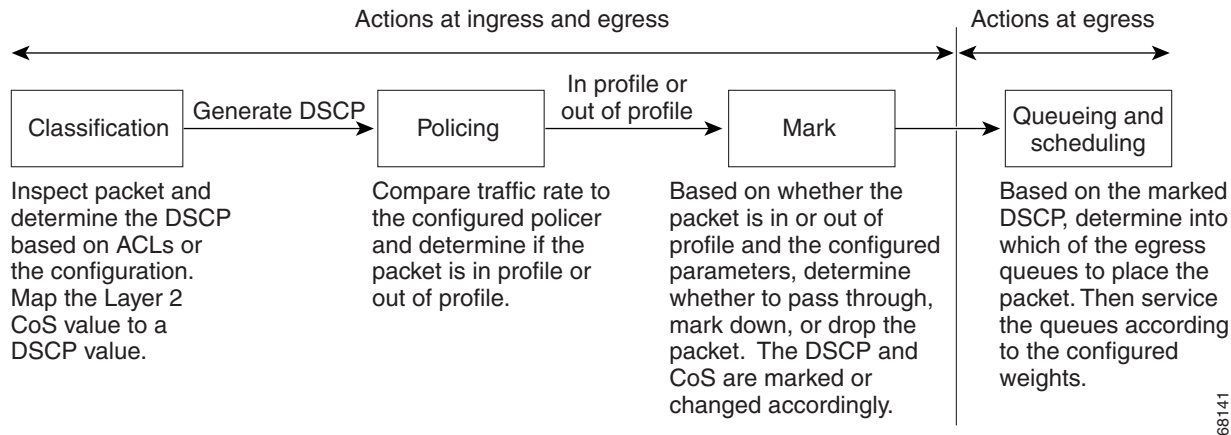 Actions at ingress and egress
Actions at egress
Classification
Generate DSCP
Policing
In profile or
out of profile
Mark
Queueing and
scheduling
Inspect packet and
determine the DSCP
based on ACLs or
the configuration.
Map the Layer 2
CoS value to a
DSCP value.
Compare traffic rate to
the configured policer
and determine if the
packet is in profile or
out of profile.
Based on whether the
packet is in or out of
profile and the configured
parameters, determine
whether to pass through,
mark down, or drop the
packet.  The DSCP and
CoS are marked or
changed accordingly.
Based on the marked
DSCP, determine into
which of the egress
queues to place the
packet. Then service
the queues according
to the configured
weights.
68141